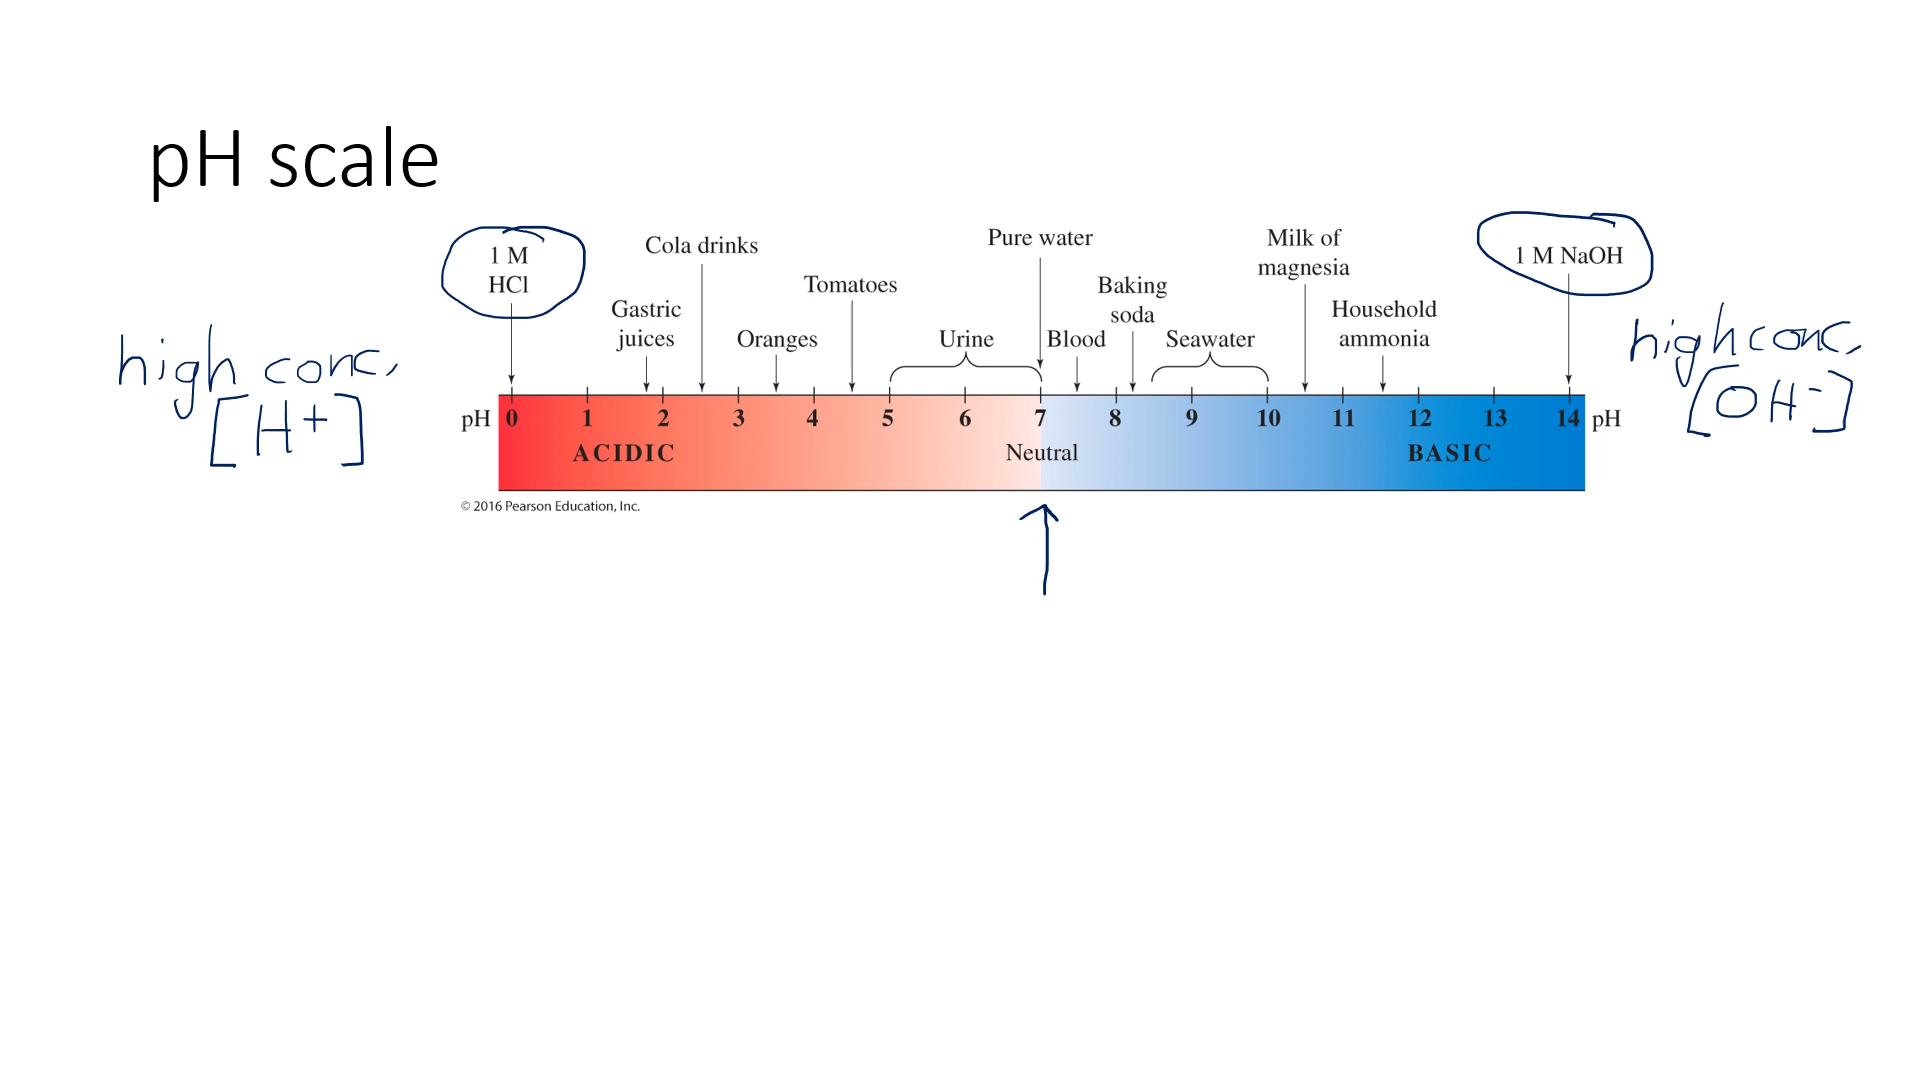 pH scale
1 M
HCl
Cola drinks
Gastric
juices
Oranges
Tomatoes
Urine
Pure water
Blood
Baking
soda
Seawater
Milk of
magnesia
Household
ammonia
1 M NaOH
high conc.
[H+]
high conc.
[OH-]
pH 0 1 2 3 4 5 6 7 8 9 10 11 12 13 14 pH
ACIDIC Neutral BASIC
© 2016 Pearson Education, Inc.